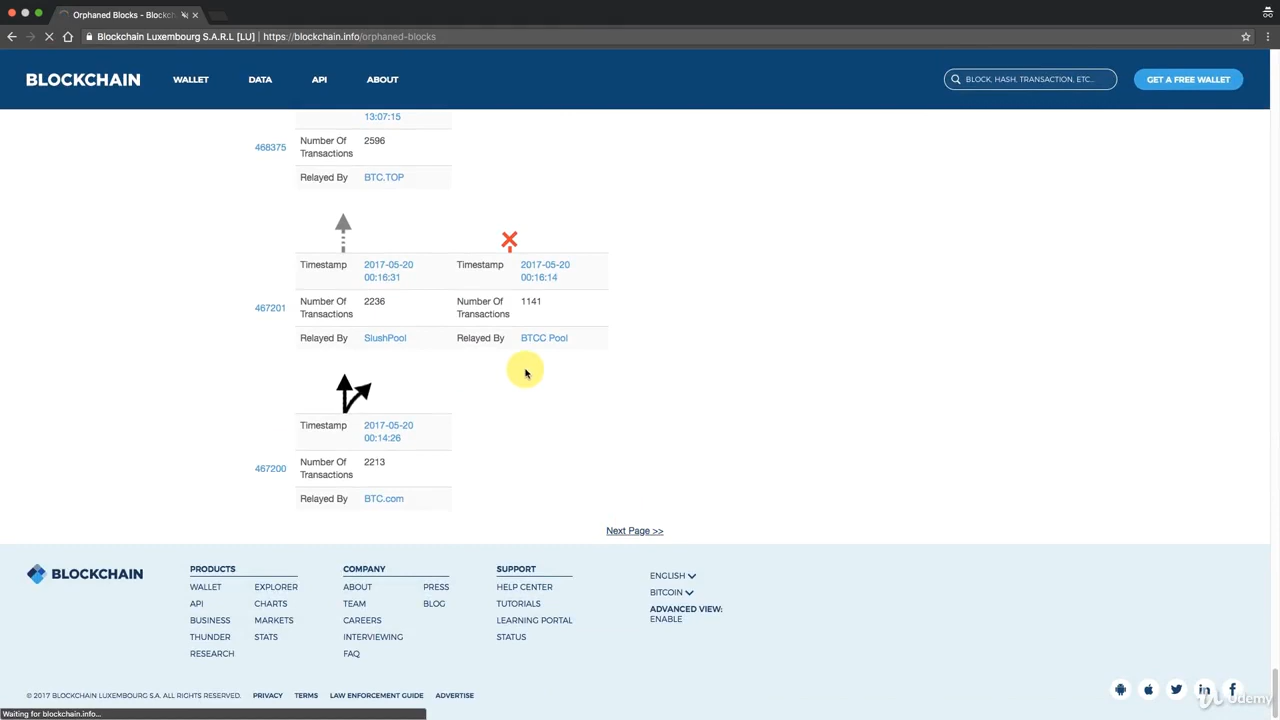 Orphaned Blocks - Blockch
Blockchain Luxembourg S.A.R.L [LU] | https://blockchain.info/orphaned-blocks
BLOCKCHAIN WALLET DATA API ABOUT BLOCK, HASH, TRANSACTION, ETC... GET A FREE WALLET
13:07:15
468375 Number Of Transactions 2596
Relayed By BTC.TOP
Timestamp 2017-05-20 00:16:31 Timestamp 2017-05-20 00:16:14
467201 Number Of Transactions 2236 Number Of Transactions 1141
Relayed By SlushPool Relayed By BTCC Pool
Timestamp 2017-05-20 00:14:26
467200 Number Of Transactions 2213
Relayed By BTC.com
Next Page >>
BLOCKCHAIN PRODUCTS COMPANY SUPPORT
WALLET EXPLORER ABOUT PRESS HELP CENTER ENGLISH
API CHARTS TEAM BLOG TUTORIALS BITCOIN
BUSINESS MARKETS CAREERS LEARNING PORTAL ADVANCED VIEW: ENABLE
THUNDER STATS INTERVIEWING STATUS
RESEARCH FAQ
© 2017 BLOCKCHAIN LUXEMBOURG S.A. ALL RIGHTS RESERVED. PRIVACY TERMS LAW ENFORCEMENT GUIDE ADVERTISE
Udemy
Waiting for blockchain.info...